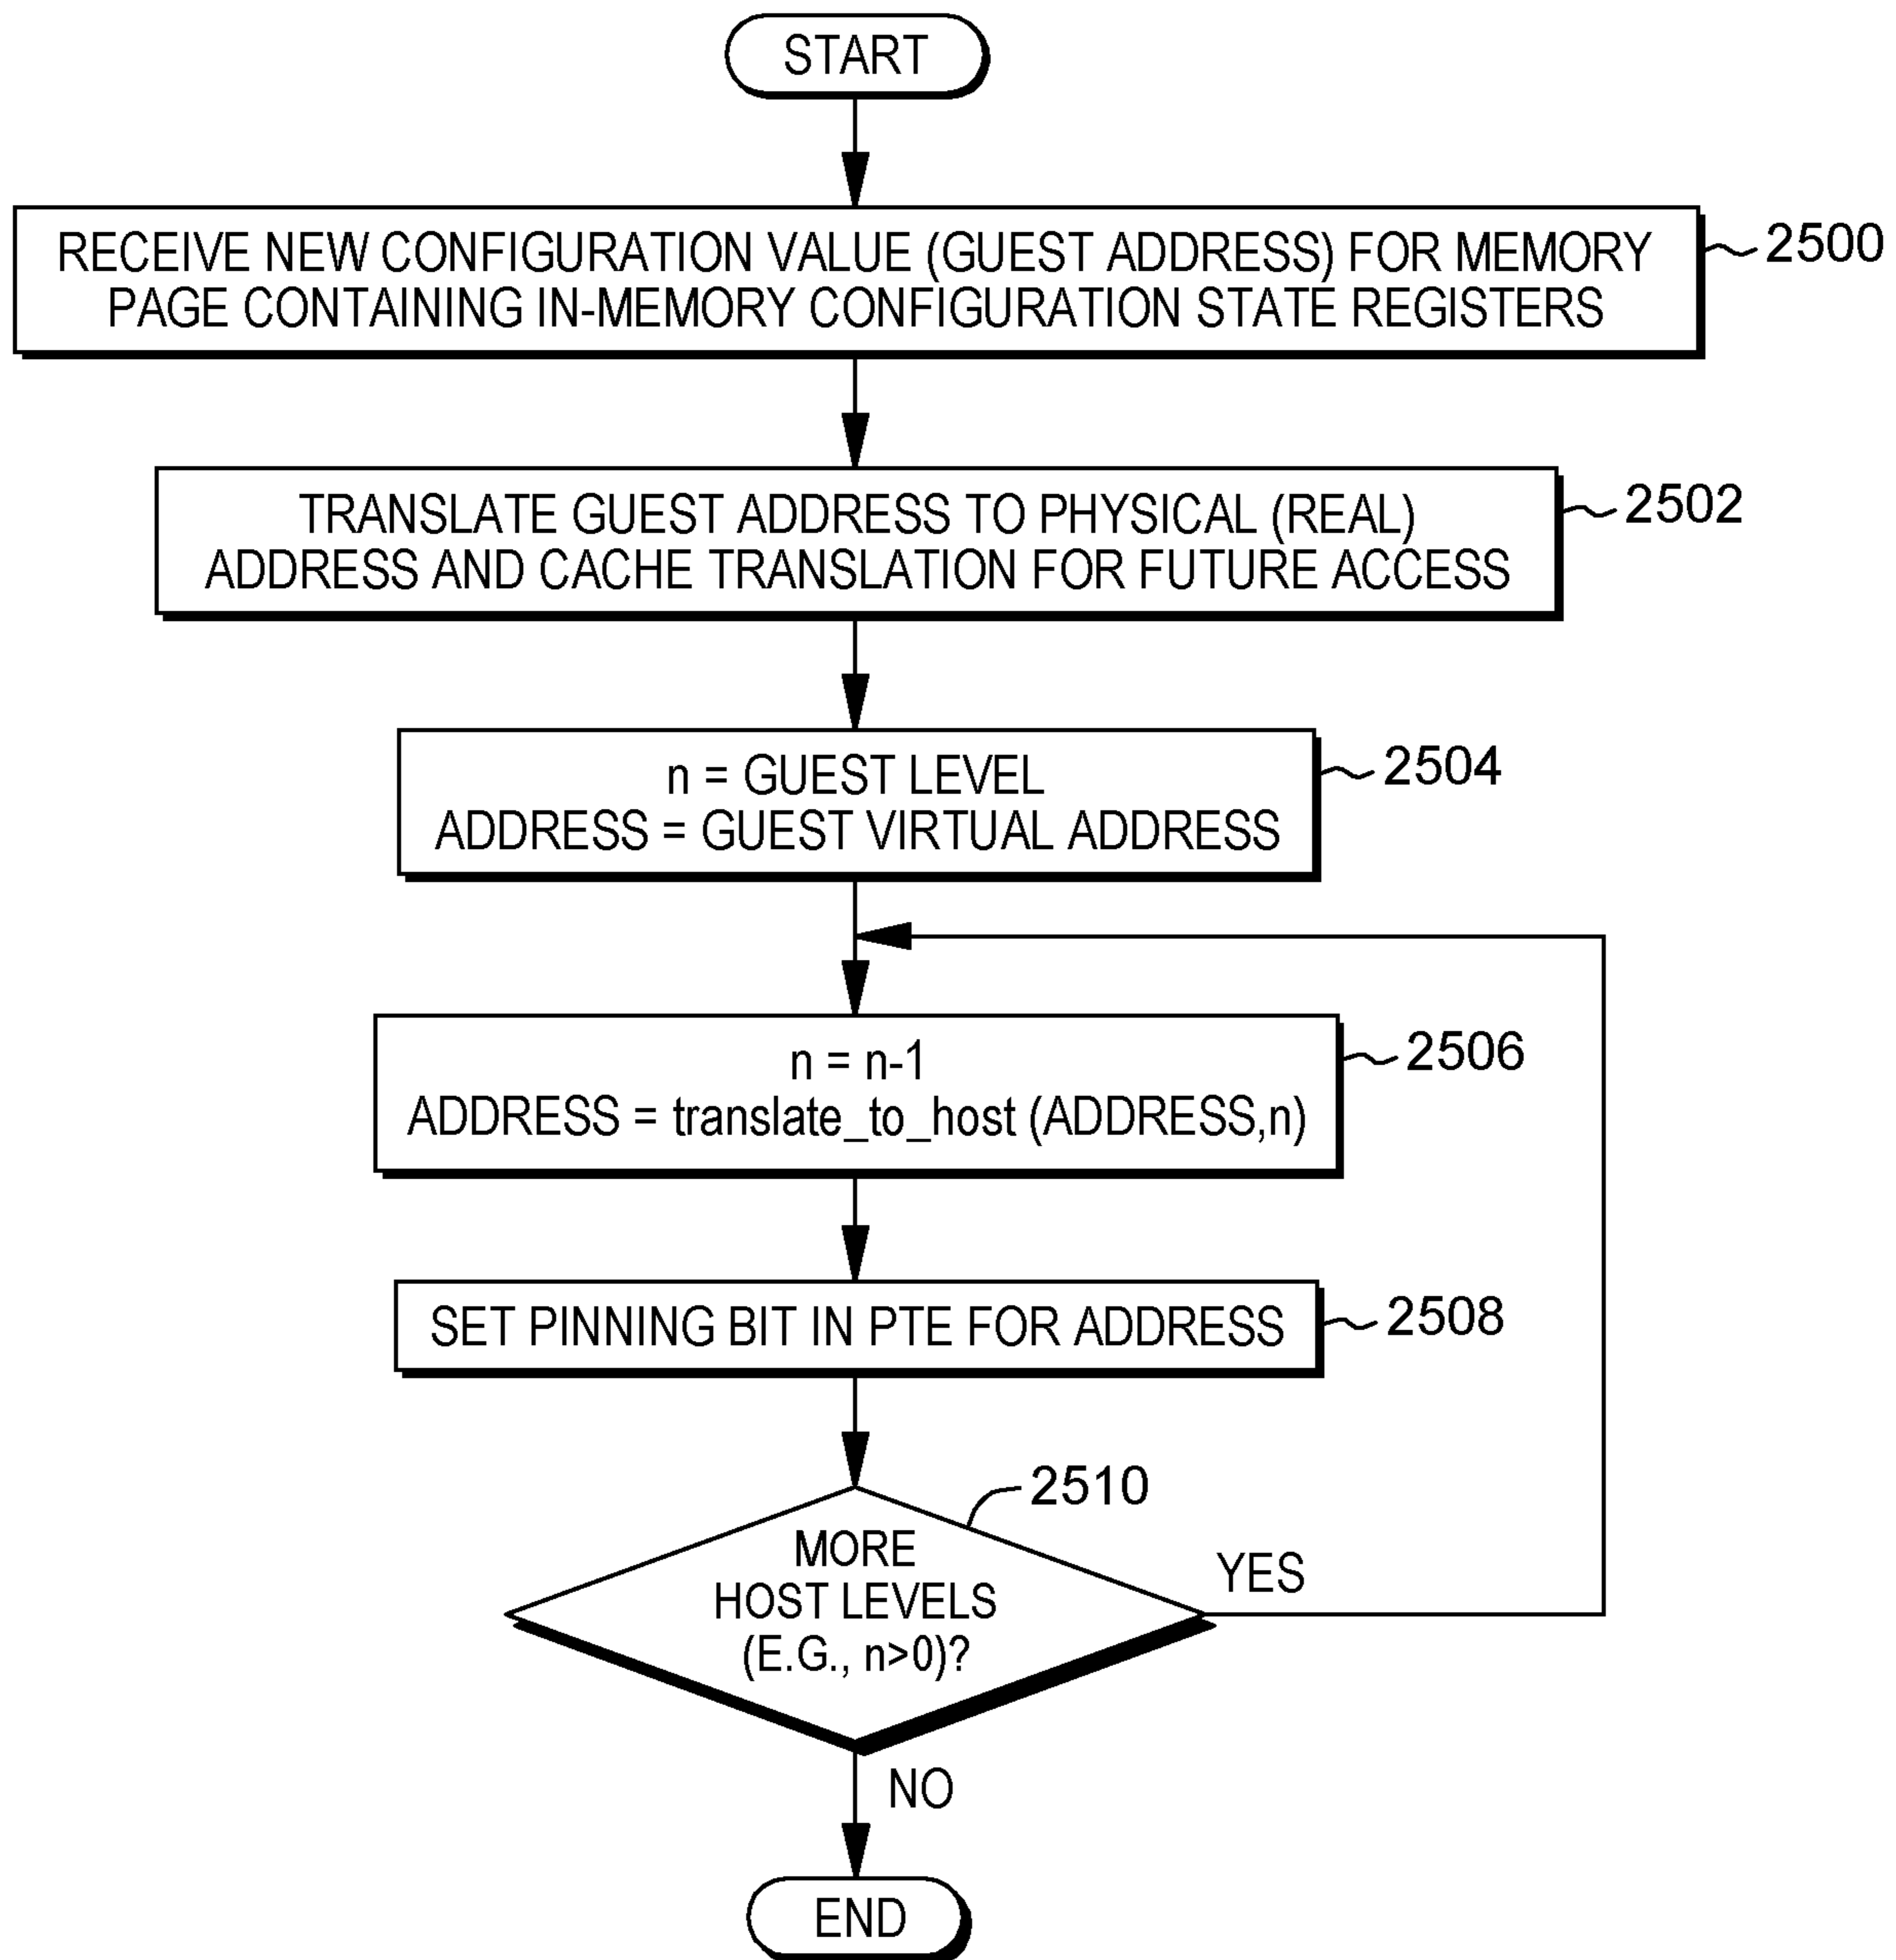 START
RECEIVE NEW CONFIGURATION VALUE (GUEST ADDRESS) FOR MEMORY
PAGE CONTAINING IN-MEMORY CONFIGURATION STATE REGISTERS
2500
TRANSLATE GUEST ADDRESS TO PHYSICAL (REAL)
ADDRESS AND CACHE TRANSLATION FOR FUTURE ACCESS
2502
n = GUEST LEVEL
ADDRESS = GUEST VIRTUAL ADDRESS
2504
n = n-1
ADDRESS = translate_to_host (ADDRESS,n)
2506
SET PINNING BIT IN PTE FOR ADDRESS
2508
2510
MORE
HOST LEVELS
(E.G., n>0)?
YES
NO
END